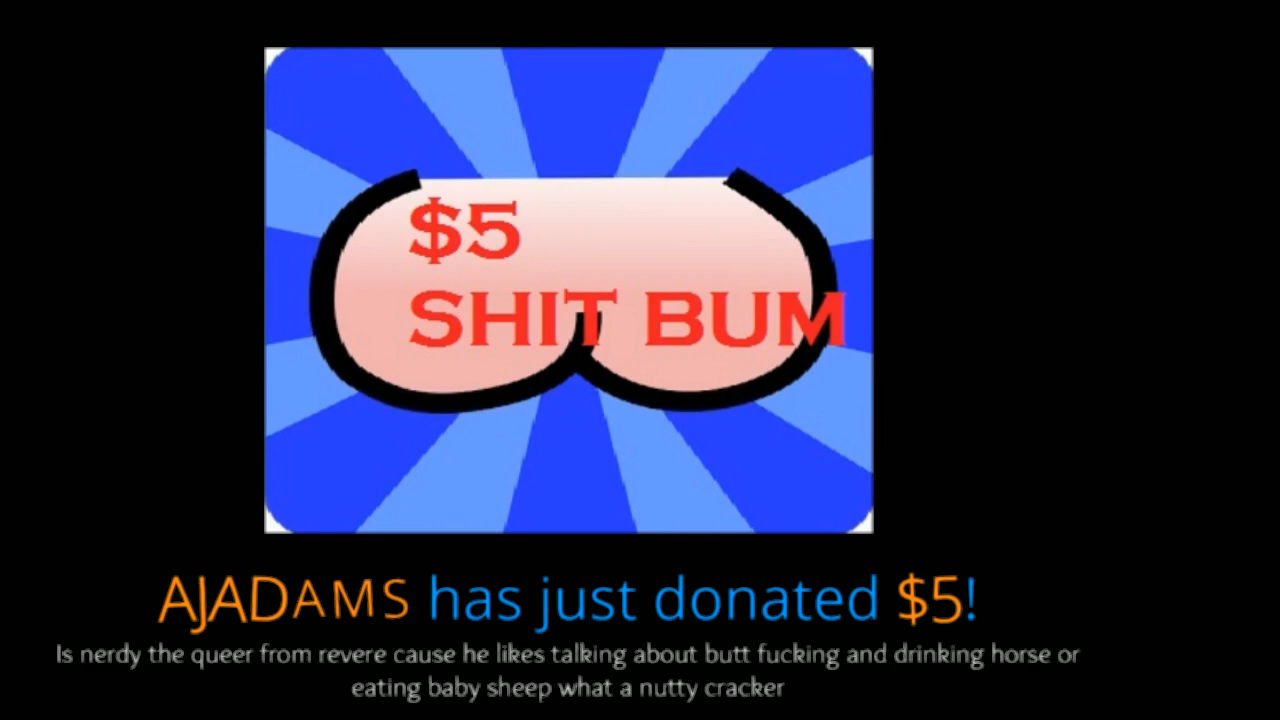 $5
SHIT BUM
AJADAMS has just donated $5!
Is nerdy the queer from revere cause he likes talking about butt fucking and drinking horse or
eating baby sheep what a nutty cracker